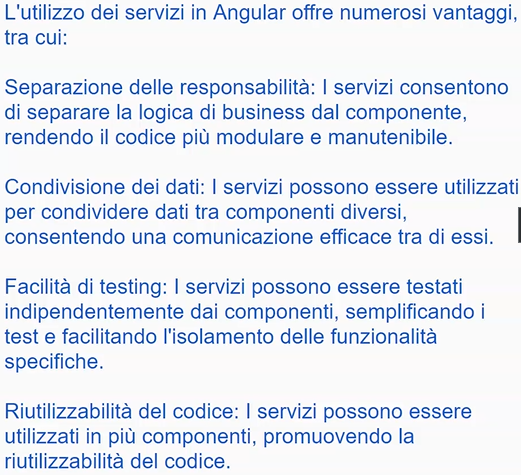 L'utilizzo dei servizi in Angular offre numerosi vantaggi,
tra cui:
Separazione delle responsabilità: I servizi consentono
di separare la logica di business dal componente,
rendendo il codice più modulare e manutenibile.
Condivisione dei dati: I servizi possono essere utilizzati
per condividere dati tra componenti diversi,
consentendo una comunicazione efficace tra di essi.
Facilità di testing: I servizi possono essere testati
indipendentemente dai componenti, semplificando i
test e facilitando l'isolamento delle funzionalità
specifiche.
Riutilizzabilità del codice: I servizi possono essere
utilizzati in più componenti, promuovendo la
riutilizzabilità del codice.